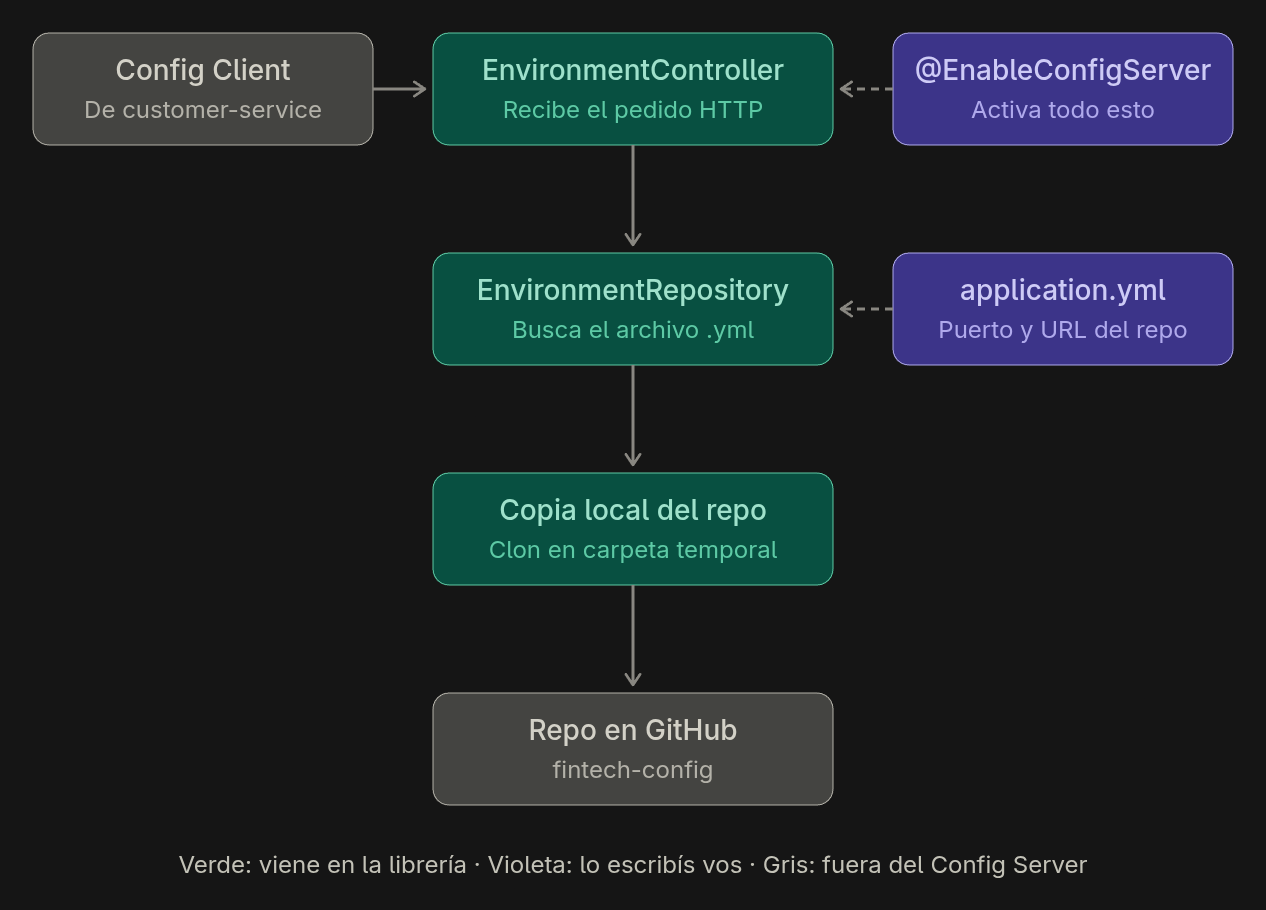 Config Client
De customer-service
EnvironmentController
Recibe el pedido HTTP
@EnableConfigServer
Activa todo esto
EnvironmentRepository
Busca el archivo .yml
application.yml
Puerto y URL del repo
Copia local del repo
Clon en carpeta temporal
Repo en GitHub
fintech-config
Verde: viene en la librería · Violeta: lo escribís vos · Gris: fuera del Config Server